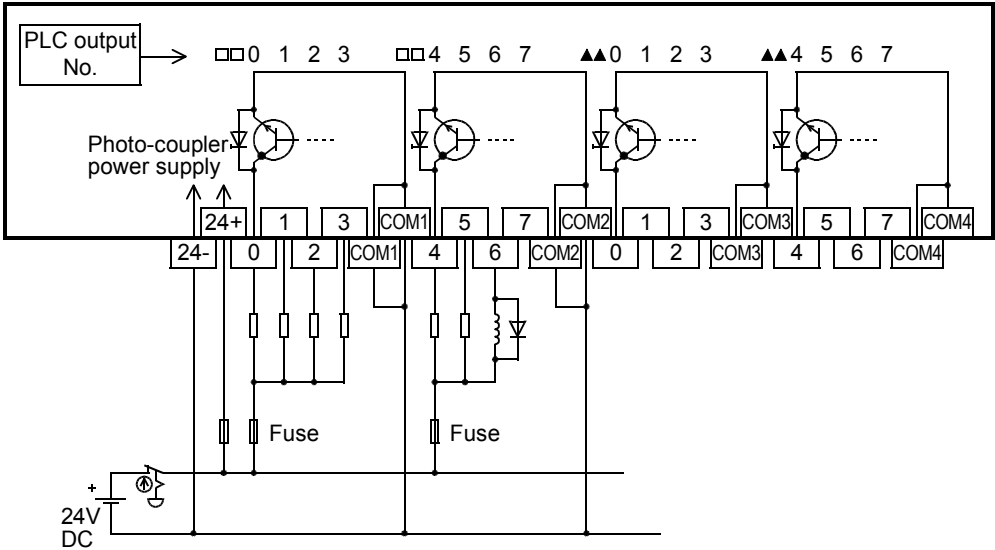 PLC output
No.
□□0 1 2 3 □□4 5 6 7 ▲▲0 1 2 3 ▲▲4 5 6 7
Photo-coupler
power supply
24+ 1 3 COM1 5 7 COM2 1 3 COM3 5 7 COM4
24- 0 2 COM1 4 6 COM2 0 2 COM3 4 6 COM4
Fuse Fuse
+
24V
DC